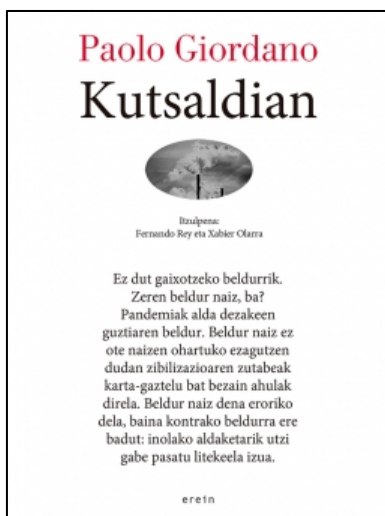 Paolo Giordano
Kutsaldian
Itzulpena:
Fernando Rey eta Xabier Olarra
Ez dut gaixotzeko beldurrik.
Zeren beldur naiz, ba?
Pandemiak alda dezakeen
guztiaren beldur. Beldur naiz ez
ote naizen ohartuko ezagutzen
dudan zibilizazioaren zutabeak
karta-gaztelu bat bezain ahulak
direla. Beldur naiz dena eroriko
dela, baina kontrako beldurra ere
badut: inolako aldaketarik utzi
gabe pasatu litekeela izua.
erein